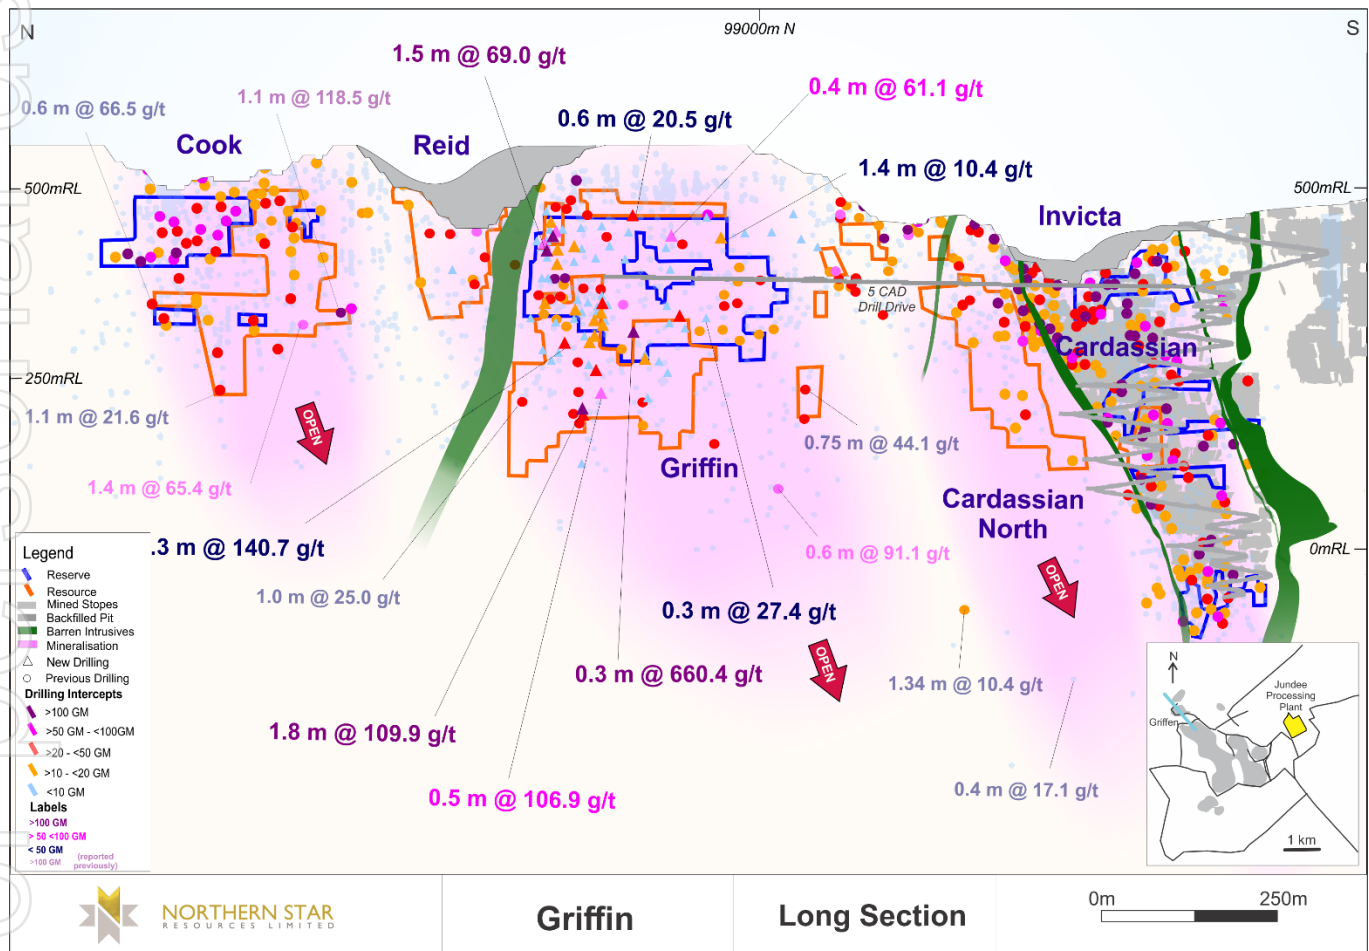 N
99000m N
S
1.5 m @ 69.0 g/t
0.4 m @ 61.1 g/t
0.6 m @ 66.5 g/t
1.1 m @ 118.5 g/t
0.6 m @ 20.5 g/t
Cook
Reid
1.4 m @ 10.4 g/t
500mRL
500mRL
Invicta
5 CAD
Drill Drive
Cardassian
250mRL
1.1 m @ 21.6 g/t
OPEN
0.75 m @ 44.1 g/t
Griffin
1.4 m @ 65.4 g/t
Cardassian
North
.3 m @ 140.7 g/t
0.6 m @ 91.1 g/t
0mRL
OPEN
1.0 m @ 25.0 g/t
0.3 m @ 27.4 g/t
OPEN
0.3 m @ 660.4 g/t
1.34 m @ 10.4 g/t
1.8 m @ 109.9 g/t
0.5 m @ 106.9 g/t
0.4 m @ 17.1 g/t
Legend
Reserve
Resource
Mined Stopes
Backfilled Pit
Barren Intrusives
Mineralisation
New Drilling
Previous Drilling
Drilling Intercepts
>100 GM
>50 GM - <100GM
>20 - <50 GM
>10 - <20 GM
<10 GM
Labels
>100 GM
> 50 <100 GM
< 50 GM
>100 GM (reported
previously)
N
Griffen
Jundee
Processing
Plant
1 km
NORTHERN STAR
RESOURCES LIMITED
Griffin
Long Section
0m
250m